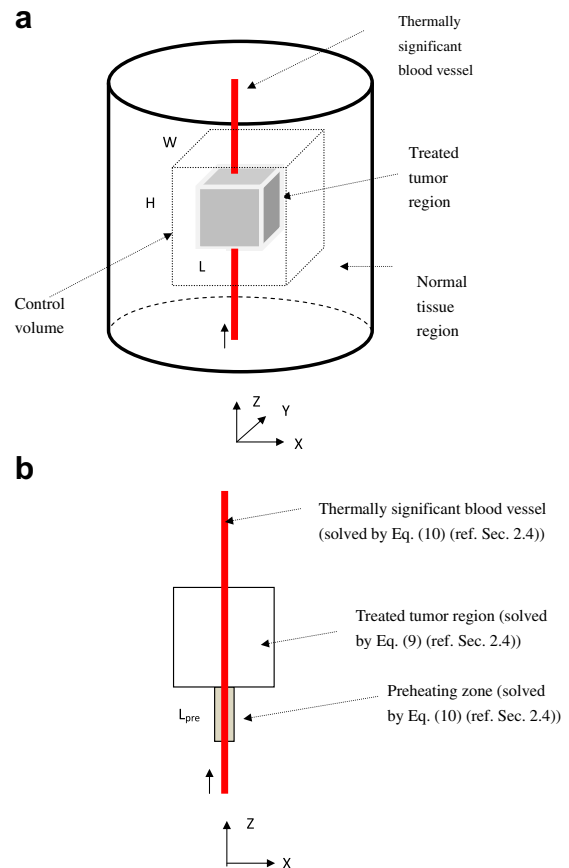 a
Thermally
significant
blood vessel
W
Treated
tumor
region
H
L
Control
volume
Normal
tissue
region
Z
Y
X
b
Thermally significant blood vessel
(solved by Eq. (10) (ref. Sec. 2.4))
Treated tumor region (solved
by Eq. (9) (ref. Sec. 2.4))
Preheating zone (solved
by Eq. (10) (ref. Sec. 2.4))
Lpre
Z
X